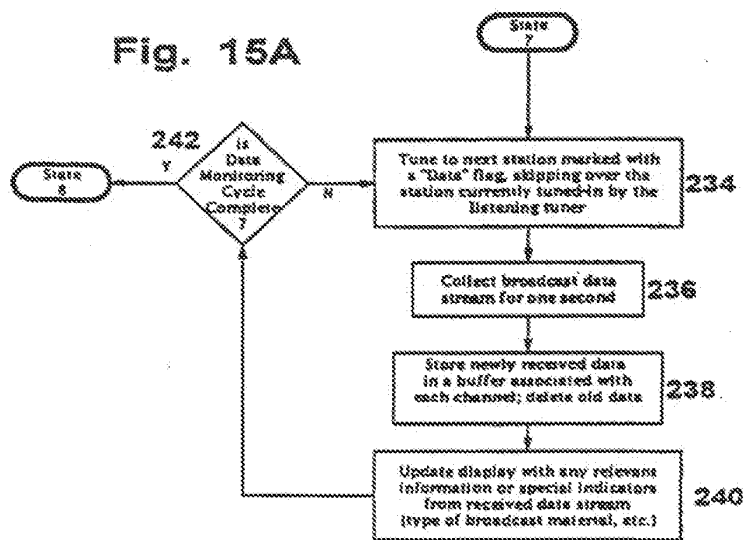 Fig. 15A
State
7
242
Is
Data
Monitoring
Cycle
Complete
?
Y
N
State
8
Tune to next station marked with
a "Data" flag, skipping over the
station currently tuned-in by the
listening tuner
234
Collect broadcast data
stream for one second
236
Store newly received data
in a buffer associated with
each channel; delete old data
238
Update display with any relevant
information or special indicators
from received data stream
(type of broadcast material, etc.)
240